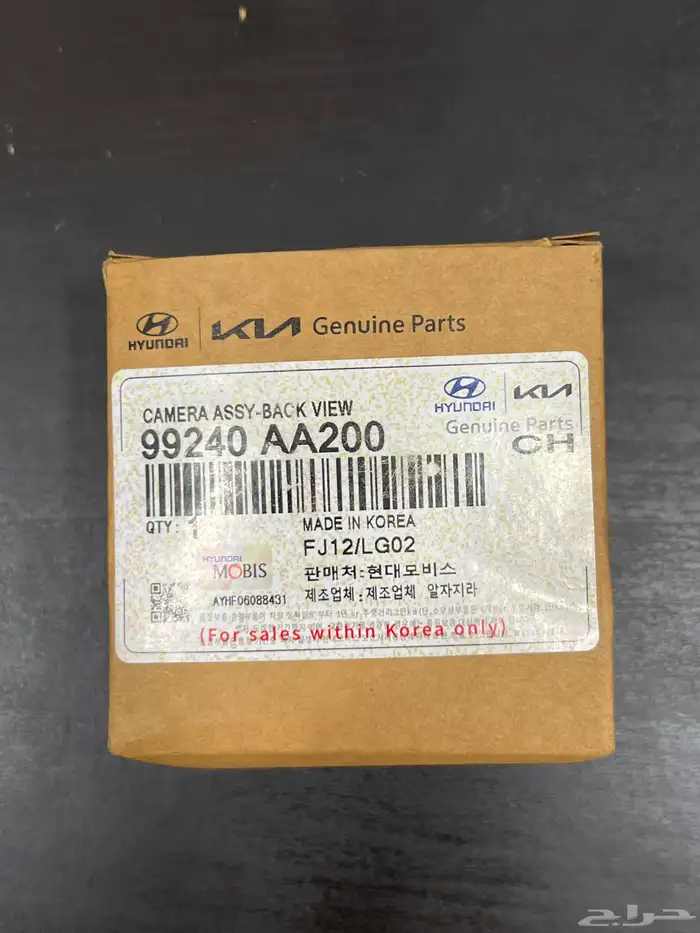 HYUNDAI KIA Genuine Parts
HYUNDAI KIA
Genuine Parts
CAMERA ASSY-BACK VIEW
99240 AA200
CH
QTY: 1
MADE IN KOREA
FJ12/LG02
HYUNDAI
MOBIS
판매처:현대모비스
AYHF06088431
제조업체:제조업체 알자지라
(For sales within Korea only)
حراج